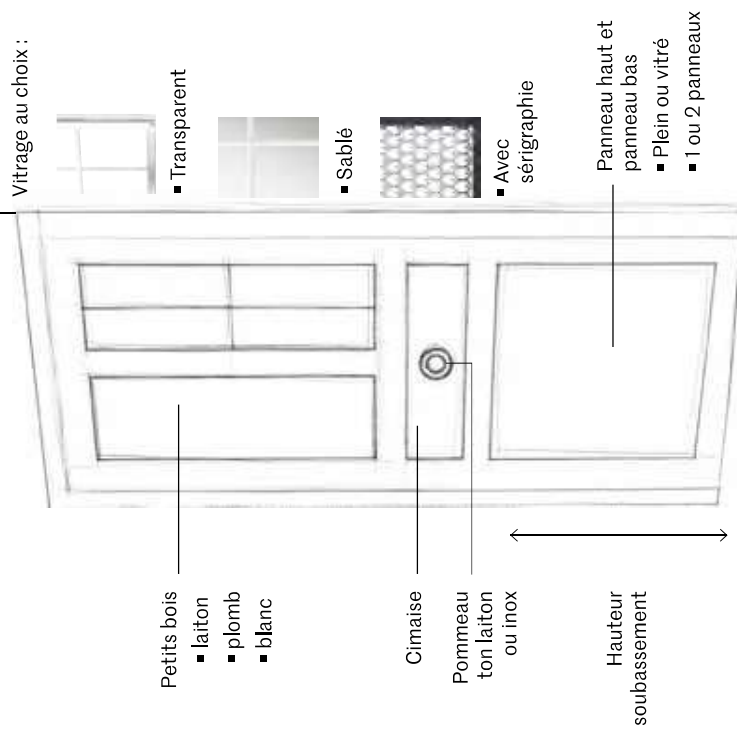 Vitrage au choix :
■ Transparent
■ Sablé
■ Avec
sérigraphie
Panneau haut et
panneau bas
■ Plein ou vitré
■ 1 ou 2 panneaux
Petits bois
■ laiton
■ plomb
■ blanc
Cimaise
Pommeau
ton laiton
ou inox
Hauteur
soubassement